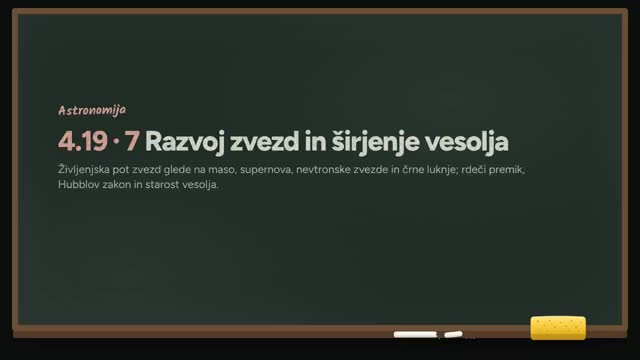 Astronomija
4.19 · 7 Razvoj zvezd in širjenje vesolja
Življenjska pot zvezd glede na maso, supernova, nevtronske zvezde in črne luknje; rdeči premik,
Hubblov zakon in starost vesolja.